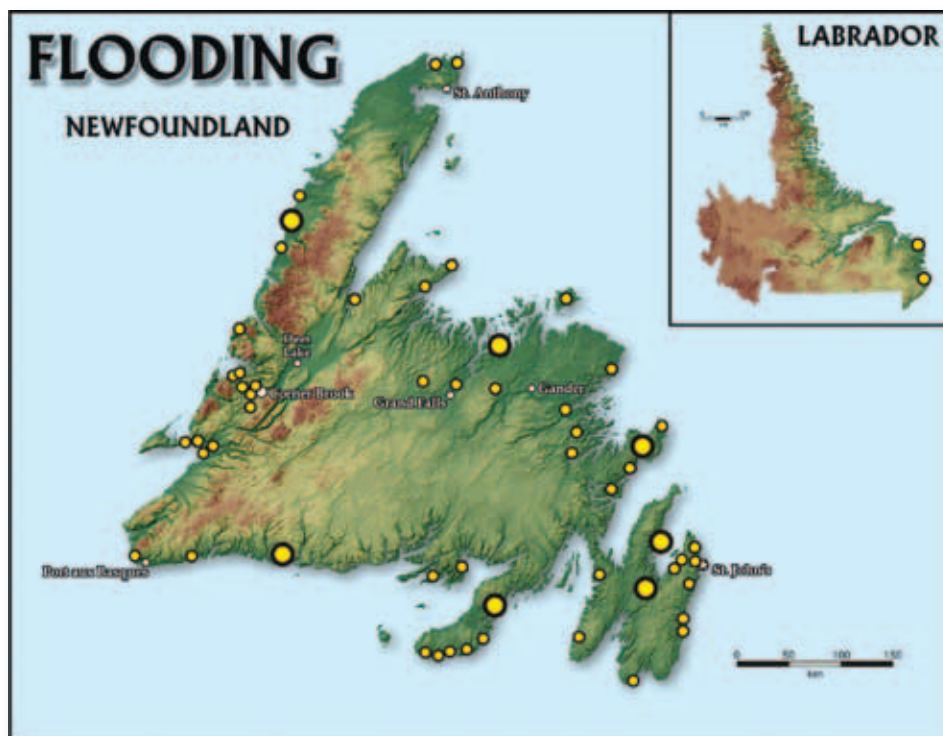 FLOODING
NEWFOUNDLAND
LABRADOR
St. Anthony
Deer
Lake
Corner Brook
Grand Falls
Gander
Port aux Basques
St. John's
0 50 100 150
km